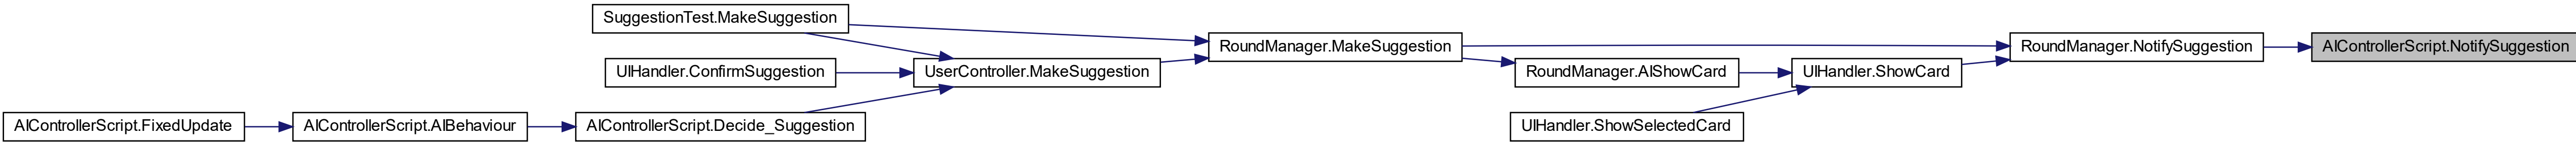 SuggestionTest.MakeSuggestion
RoundManager.MakeSuggestion
RoundManager.NotifySuggestion
AIControllerScript.NotifySuggestion
UIHandler.ConfirmSuggestion
UserController.MakeSuggestion
RoundManager.AIShowCard
UIHandler.ShowCard
AIControllerScript.FixedUpdate
AIControllerScript.AIBehaviour
AIControllerScript.Decide_Suggestion
UIHandler.ShowSelectedCard